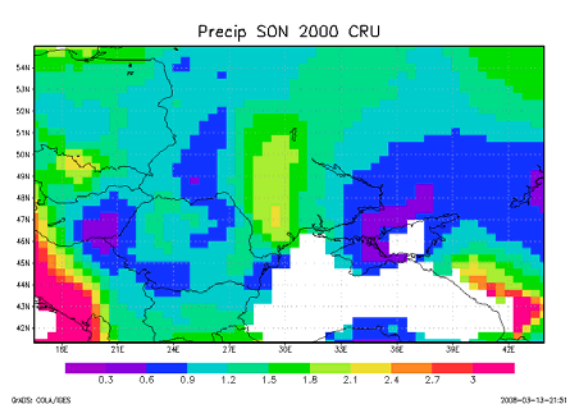 Precip SON 2000 CRU
54N
53N
52N
51N
50N
49N
48N
47N
46N
45N
44N
43N
42N
18E 21E 24E 27E 30E 33E 36E 39E 42E
0.3 0.6 0.9 1.2 1.5 1.8 2.1 2.4 2.7 3
GrADS: COLA/IGES 2008-03-13-21:51